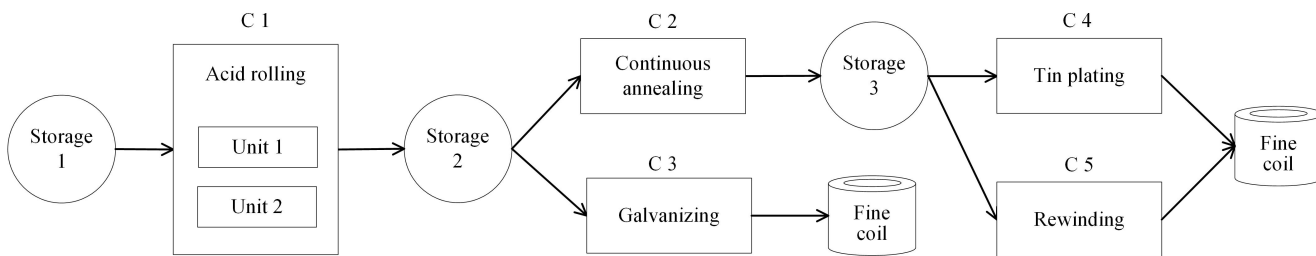 C 1
Storage
1
Acid rolling
Unit 1
Unit 2
Storage
2
C 2
Continuous
annealing
C 3
Galvanizing
Fine
coil
Storage
3
C 4
Tin plating
C 5
Rewinding
Fine
coil